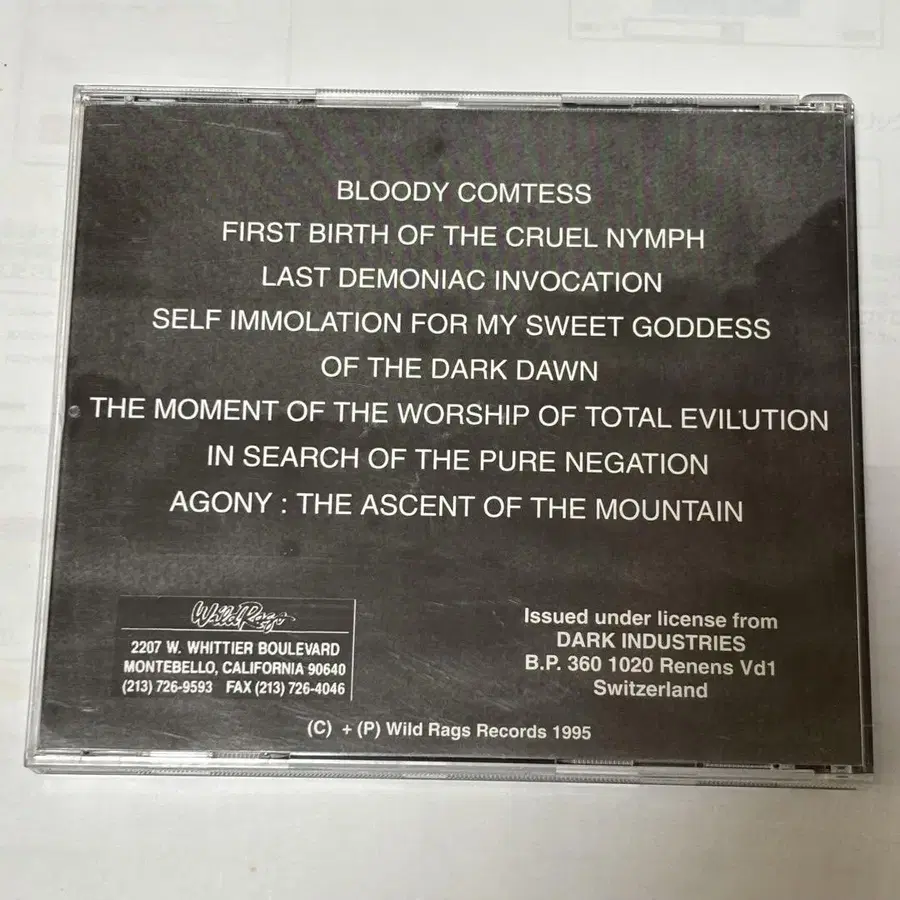 BLOODY COMTESS
FIRST BIRTH OF THE CRUEL NYMPH
LAST DEMONIAC INVOCATION
SELF IMMOLATION FOR MY SWEET GODDESS
OF THE DARK DAWN
THE MOMENT OF THE WORSHIP OF TOTAL EVILUTION
IN SEARCH OF THE PURE NEGATION
AGONY : THE ASCENT OF THE MOUNTAIN
Wild Rags
2207 W. WHITTIER BOULEVARD
MONTEBELLO, CALIFORNIA 90640
(213) 726-9593 FAX (213) 726-4046
Issued under license from
DARK INDUSTRIES
B.P. 360 1020 Renens Vd1
Switzerland
(C) + (P) Wild Rags Records 1995